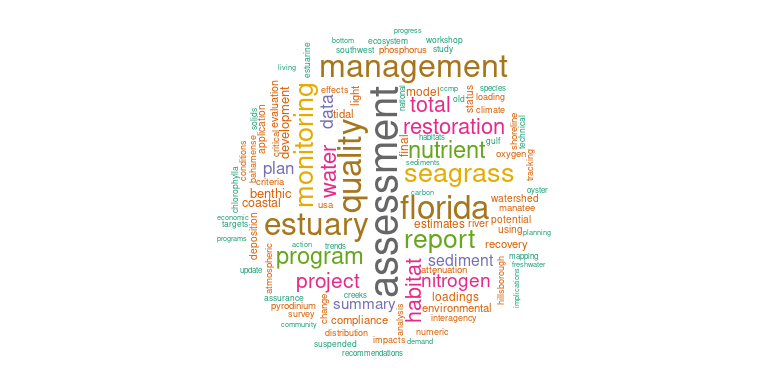 progress
bottom
ecosystem
workshop
southwest
phosphorus
study
estuarine
living
management
effects
light
model
ccmp
species
national
old
status
loading
total
climate
evaluation
development
monitoring
data
tidal
application
solids
critical
quality
assessment
restoration
habitats
final
nutrient
gulf
shoreline
technical
oxygen
tracking
conditions
bahamense
water
plan
criteria
sediments
seagrass
chlorophylla
benthic
coastal
usa
carbon
florida
oyster
watershed
manatee
potential
economic
targets
deposition
estuary
estimates
river
using
planning
programs
action
trends
report
recovery
program
atmospheric
update
project
habitat
sediment
attenuation
nitrogen
mapping
freshwater
hillsborough
implications
assurance
creeks
loadings
pyrodinium
summary
survey
change
environmental
compliance
interagency
community
distribution
analysis
numeric
suspended
impacts
demand
recommendations